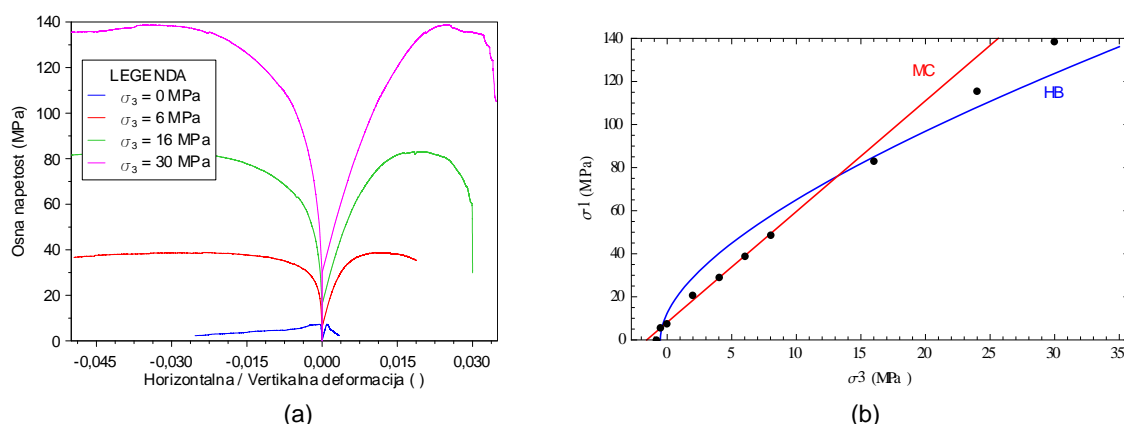 140
120
100
80
60
40
20
0
Osna napetost (MPa)
LEGENDA
σ3 = 0 MPa
σ3 = 6 MPa
σ3 = 16 MPa
σ3 = 30 MPa
-0,045 -0,030 -0,015 0,000 0,015 0,030
Horizontalna / Vertikalna deformacija ( )
(a)
140
120
100
80
60
40
20
0
σ1 (MPa)
MC
HB
0 5 10 15 20 25 30 35
σ3 (MPa )
(b)